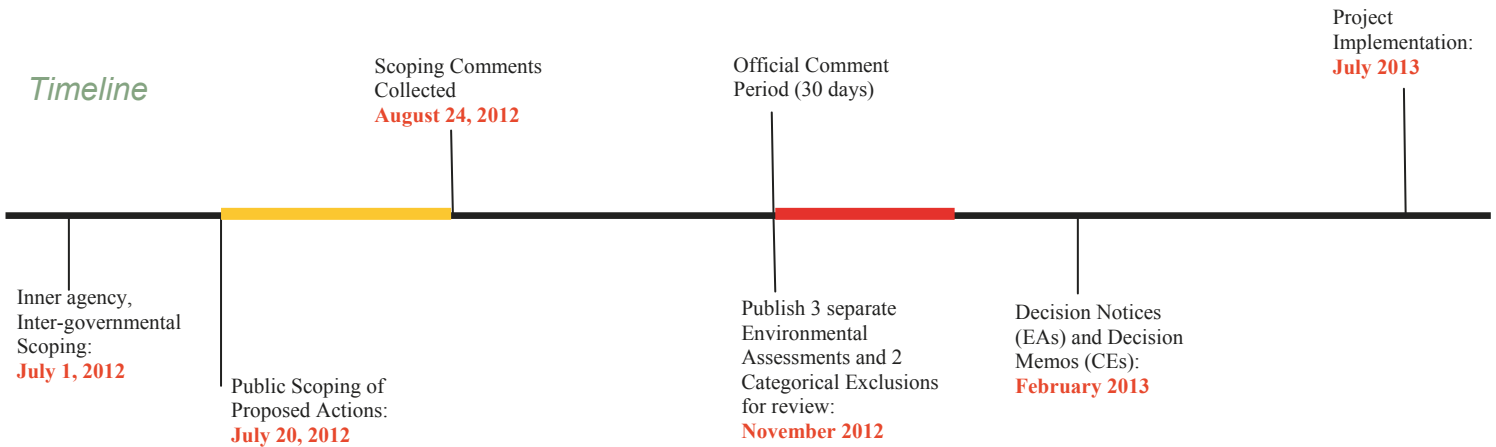 Timeline
Inner agency,
Inter-governmental
Scoping:
July 1, 2012
Public Scoping of
Proposed Actions:
July 20, 2012
Scoping Comments
Collected
August 24, 2012
Official Comment
Period (30 days)
Publish 3 separate
Environmental
Assessments and 2
Categorical Exclusions
for review:
November 2012
Decision Notices
(EAs) and Decision
Memos (CEs):
February 2013
Project
Implementation:
July 2013